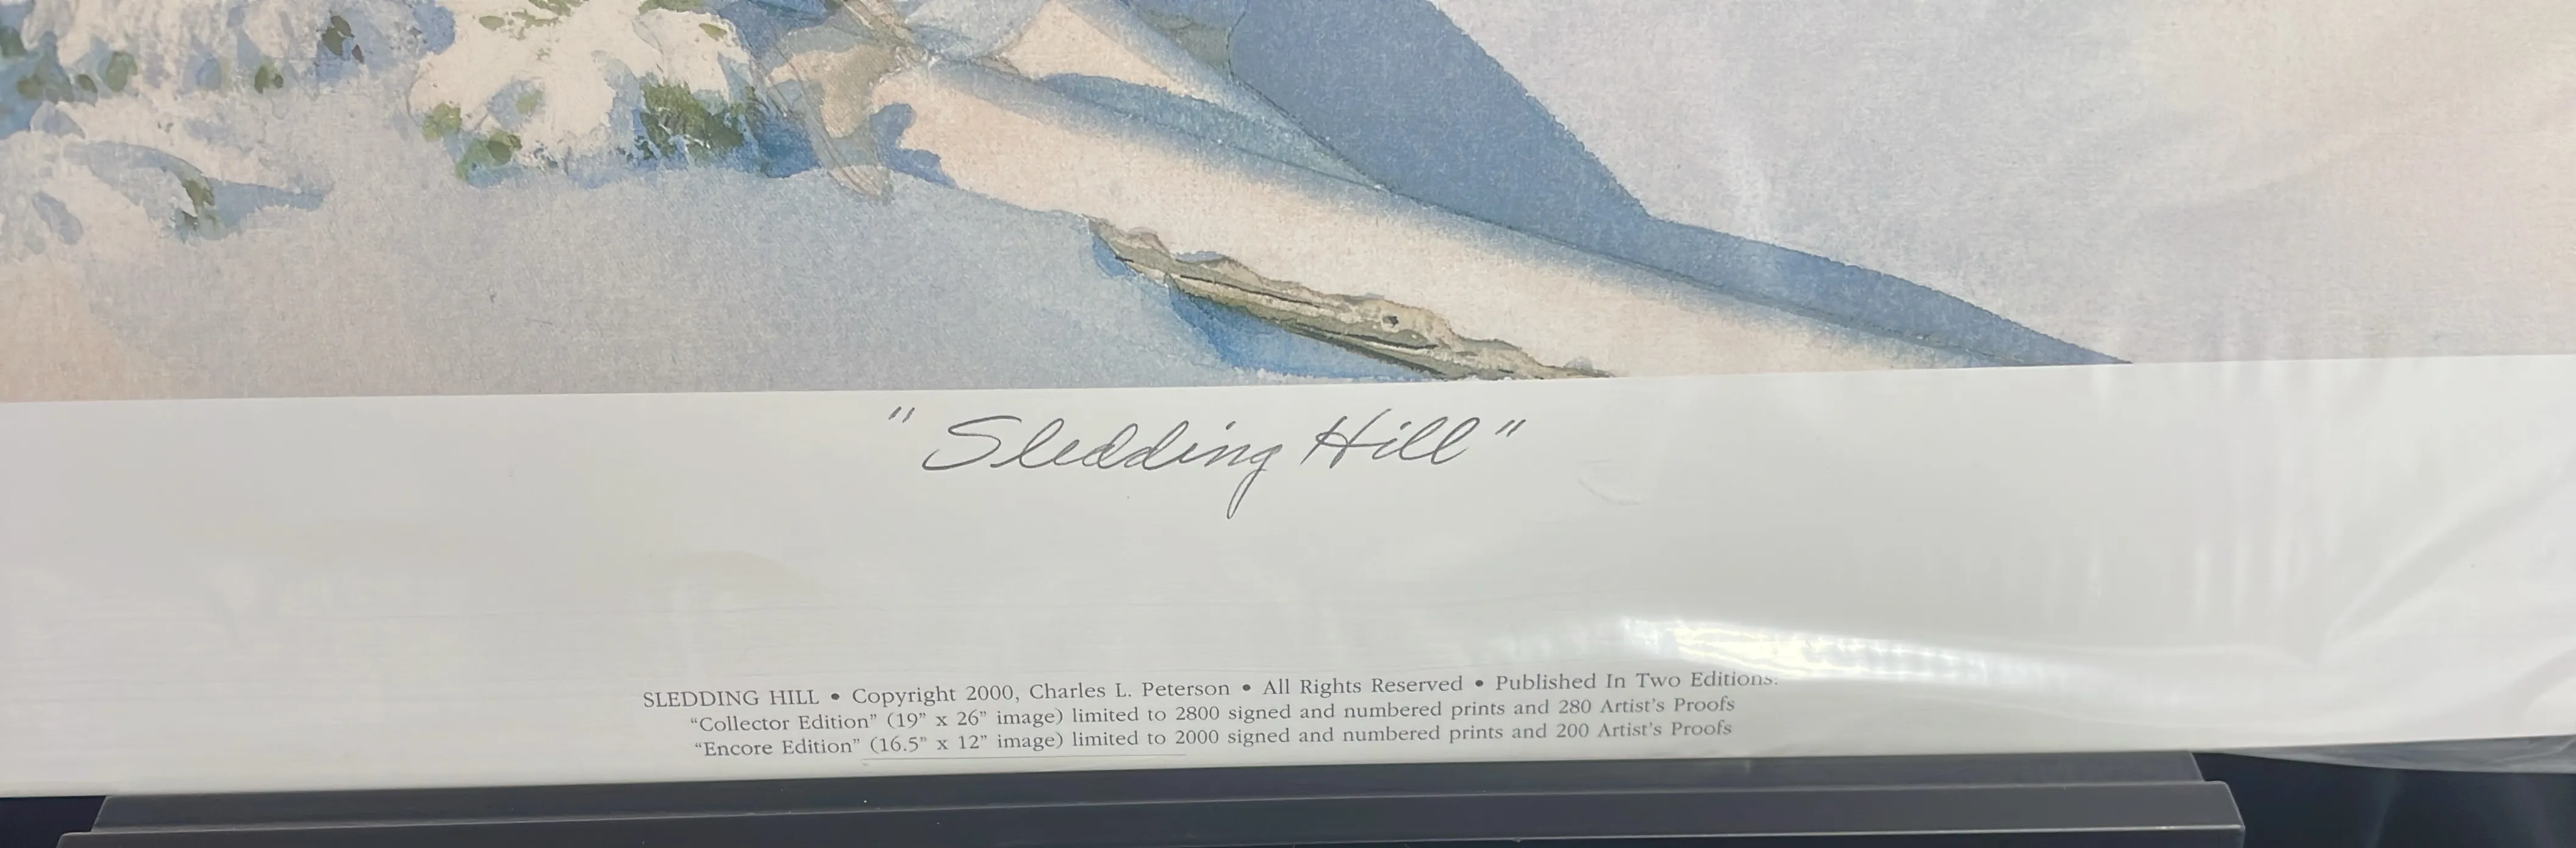 "Sledding Hill"
SLEDDING HILL • Copyright 2000, Charles L. Peterson • All Rights Reserved • Published In Two Editions:
“Collector Edition” (19” x 26” image) limited to 2800 signed and numbered prints and 280 Artist’s Proofs
“Encore Edition” (16.5” x 12” image) limited to 2000 signed and numbered prints and 200 Artist’s Proofs